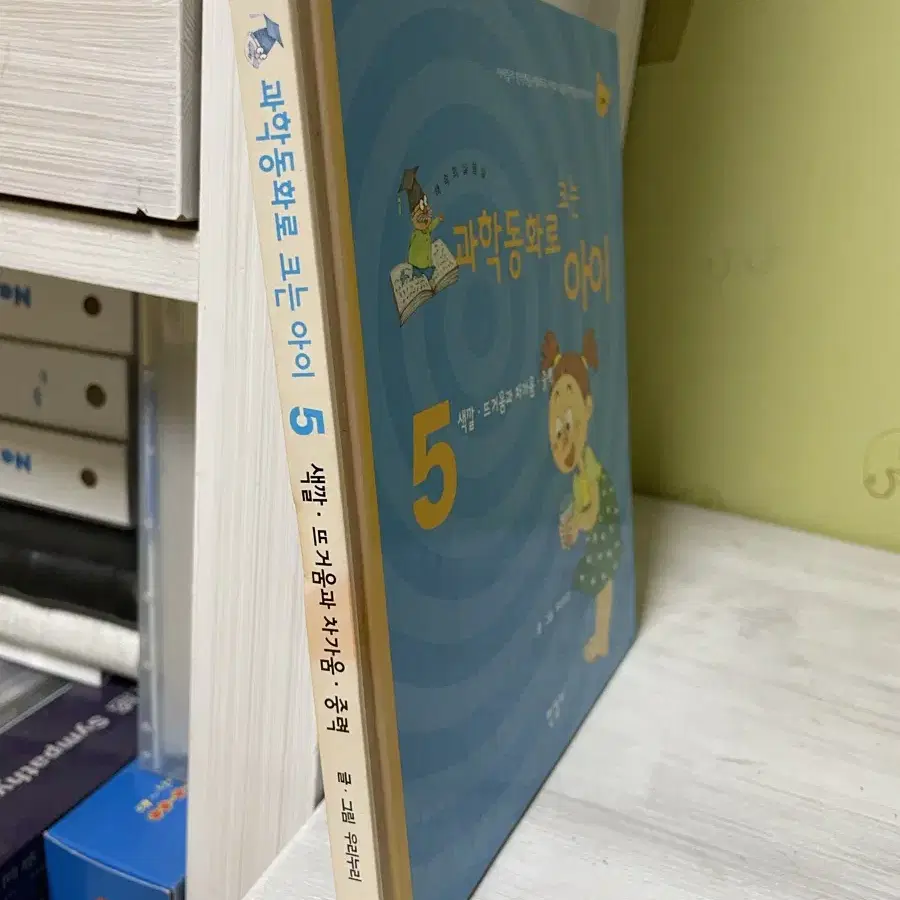 과학동화로 크는 아이 5 색깔 · 뜨거움과 차가움 · 중력 글 · 그림 우리누리
과학동화로 크는 아이
5 색깔 · 뜨거움과 차가움 · 중력
Sympathy